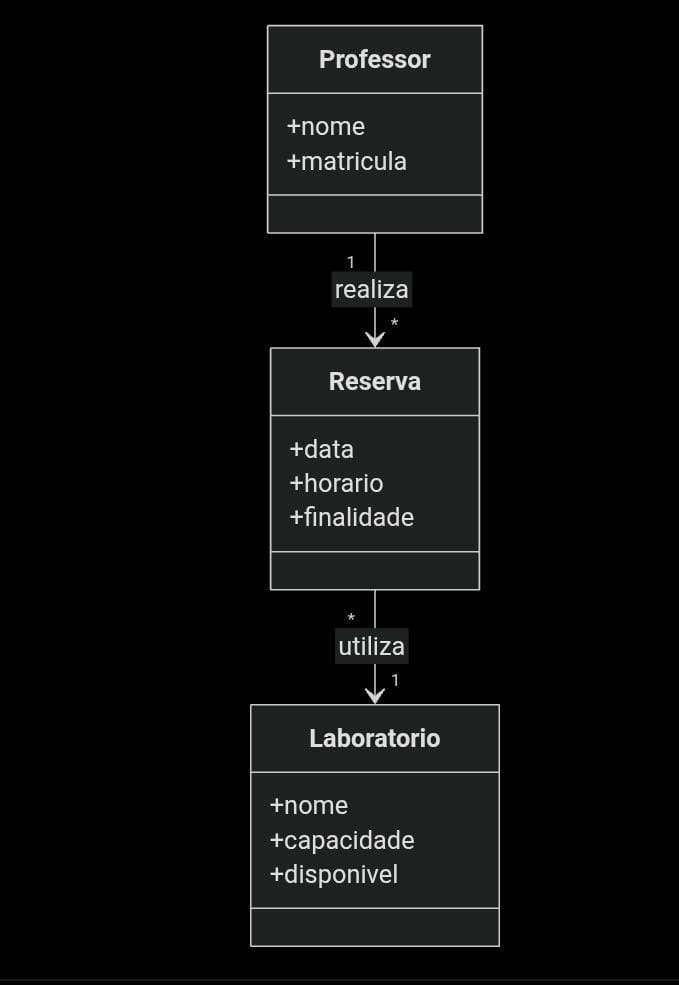 Professor
+nome
+matricula
1
realiza
*
Reserva
+data
+horario
+finalidade
*
utiliza
1
Laboratorio
+nome
+capacidade
+disponivel